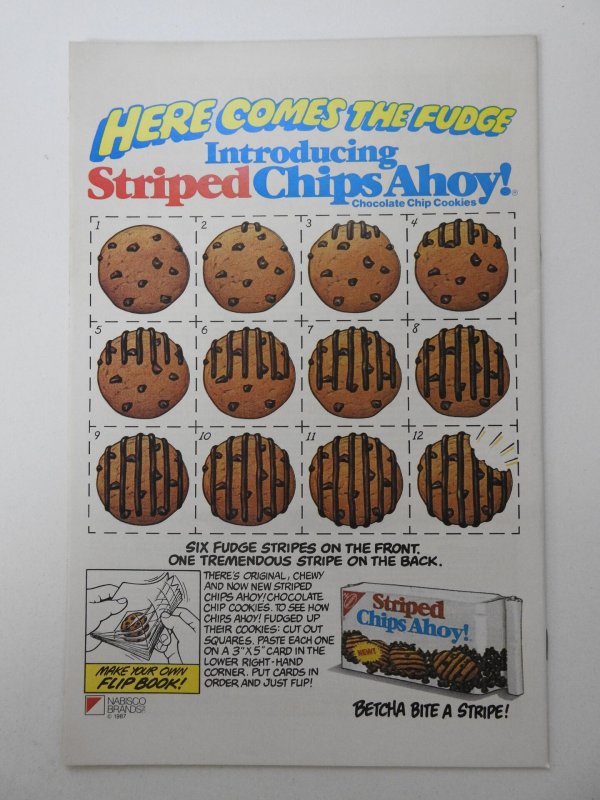 HERE COMES THE FUDGE
Introducing
Striped Chips Ahoy!®
Chocolate Chip Cookies
1 2 3 4
5 6 7 8
9 10 11 12
SIX FUDGE STRIPES ON THE FRONT.
ONE TREMENDOUS STRIPE ON THE BACK.
THERE'S ORIGINAL, CHEWY
AND NOW NEW STRIPED
CHIPS AHOY! CHOCOLATE
CHIP COOKIES. TO SEE HOW
CHIPS AHOY! FUDGED UP
THEIR COOKIES: CUT OUT
SQUARES. PASTE EACH ONE
ON A 3"X5" CARD IN THE
LOWER RIGHT-HAND
CORNER. PUT CARDS IN
ORDER AND JUST FLIP!
MAKE YOUR OWN
FLIP BOOK!
NABISCO
BRANDS
© 1987
Striped
Chips Ahoy!
NEW!
BETCHA BITE A STRIPE!